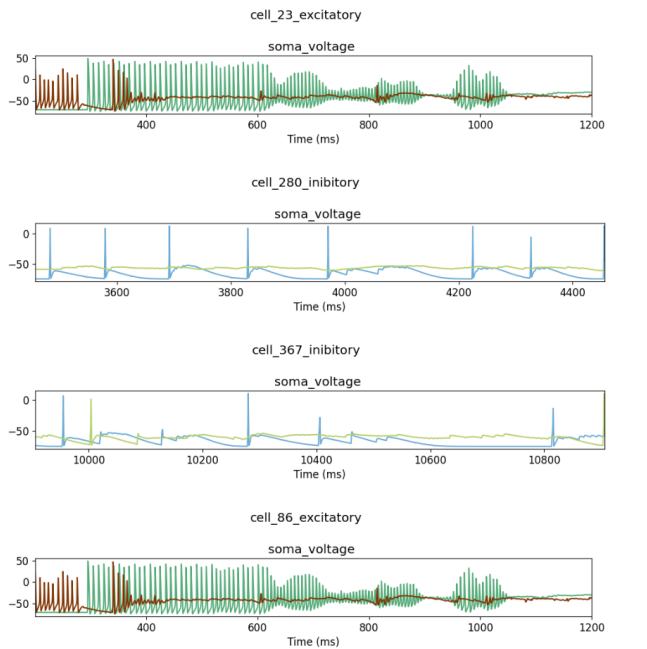 cell_23_excitatory
soma_voltage
50
0
−50
400 600 800 1000 1200
Time (ms)
cell_280_inibitory
soma_voltage
0
−50
3600 3800 4000 4200 4400
Time (ms)
cell_367_inibitory
soma_voltage
0
−50
10000 10200 10400 10600 10800
Time (ms)
cell_86_excitatory
soma_voltage
50
0
−50
400 600 800 1000 1200
Time (ms)